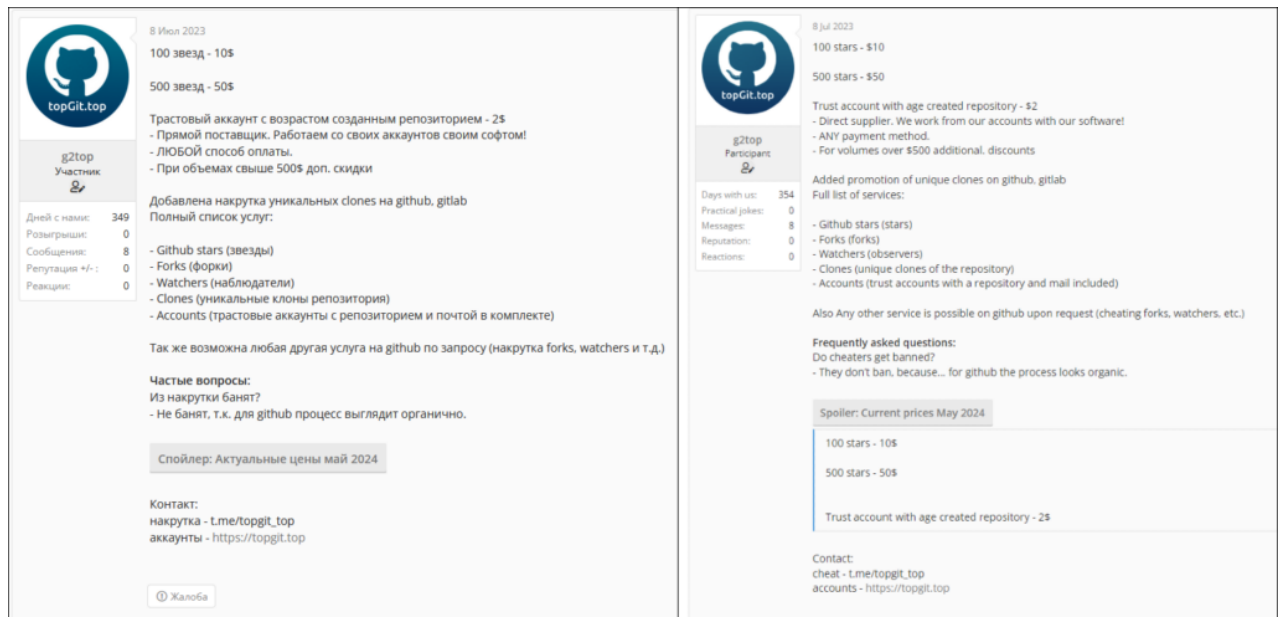 topGit.top
g2top
Участник
Дней с нами: 349
Розыгрыши: 0
Сообщения: 8
Репутация +/- : 0
Реакции: 0
8 Июл 2023
100 звезд - 10$
500 звезд - 50$
Трастовый аккаунт с возрастом созданным репозиторием - 2$
- Прямой поставщик. Работаем со своих аккаунтов своим софтом!
- ЛЮБОЙ способ оплаты.
- При объемах свыше 500$ доп. скидки
Добавлена накрутка уникальных clones на github, gitlab
Полный список услуг:
- Github stars (звезды)
- Forks (форки)
- Watchers (наблюдатели)
- Clones (уникальные клоны репозитория)
- Accounts (трастовые аккаунты с репозиторием и почтой в комплекте)
Так же возможна любая другая услуга на github по запросу (накрутка forks, watchers и т.д.)
Частые вопросы:
Из накрутки банят?
- Не банят, т.к. для github процесс выглядит органично.
Спойлер: Актуальные цены май 2024
Контакт:
накрутка - t.me/topgit_top
аккаунты - https://topgit.top
Жалоба
topGit.top
g2top
Participant
Days with us: 354
Practical jokes: 0
Messages: 8
Reputation: 0
Reactions: 0
8 Jul 2023
100 stars - $10
500 stars - $50
Trust account with age created repository - $2
- Direct supplier. We work from our accounts with our software!
- ANY payment method.
- For volumes over $500 additional. discounts
Added promotion of unique clones on github, gitlab
Full list of services:
- Github stars (stars)
- Forks (forks)
- Watchers (observers)
- Clones (unique clones of the repository)
- Accounts (trust accounts with a repository and mail included)
Also Any other service is possible on github upon request (cheating forks, watchers, etc.)
Frequently asked questions:
Do cheaters get banned?
- They don't ban, because... for github the process looks organic.
Spoiler: Current prices May 2024
100 stars - 10$
500 stars - 50$
Trust account with age created repository - 2$
Contact:
cheat - t.me/topgit_top
accounts - https://topgit.top